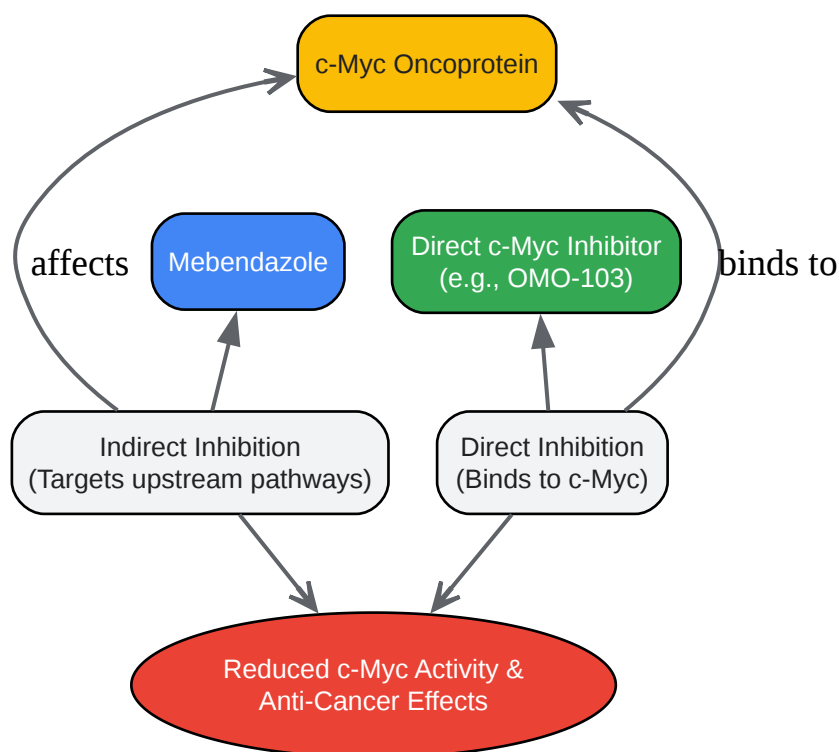 c-Myc Oncoprotein
affects
Mebendazole
Direct c-Myc Inhibitor
(e.g., OMO-103)
binds to
Indirect Inhibition
(Targets upstream pathways)
Direct Inhibition
(Binds to c-Myc)
Reduced c-Myc Activity &
Anti-Cancer Effects